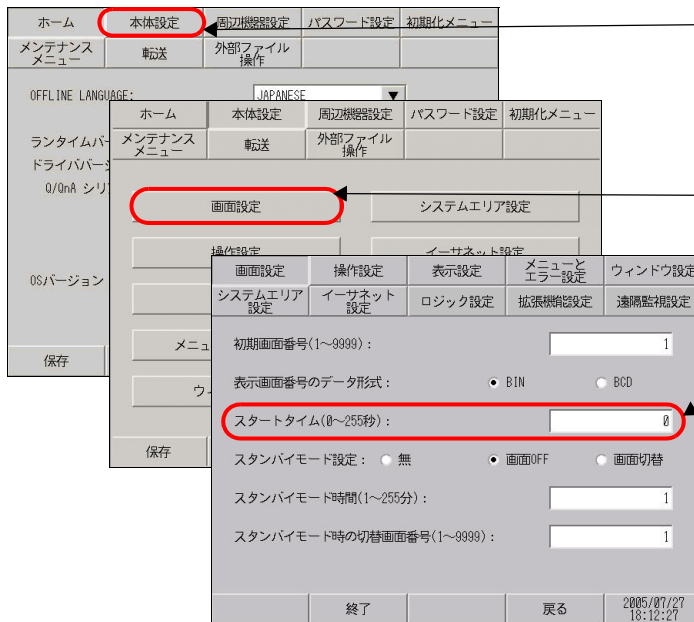 ホーム 本体設定 周辺機器設定 パスワード設定 初期化メニュー
メンテナンス
メニュー
転送
外部ファイル
操作
OFFLINE LANGUAGE: JAPANESE ▼
ランタイムバー
ドライババージ
Q/QnA シリ
OSバージョン
保存
ホーム 本体設定 周辺機器設定 パスワード設定 初期化メニュー
メンテナンス
メニュー
転送
外部ファイル
操作
画面設定 システムエリア設定
操作設定 イーサネット設定
メニュ
ウィ
保存
画面設定 操作設定 表示設定
メニューと
エラー設定
ウィンドウ設定
システムエリア
設定
イーサネット
設定
ロジック設定 拡張機能設定 遠隔監視設定
初期画面番号(1～9999): 1
表示画面番号のデータ形式: BIN BCD
スタートタイム(0～255秒): 0
スタンバイモード設定: 無 画面OFF 画面切替
スタンバイモード時間(1～255分): 1
スタンバイモード時の切替画面番号(1～9999): 1
終了 戻る
2005/07/27
18:12:27